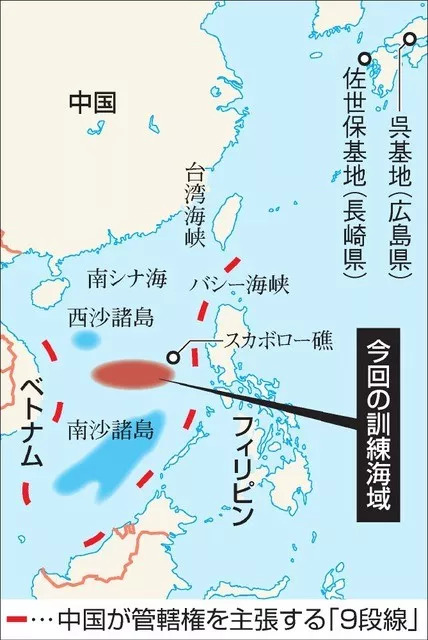 中国
呉基地(広島県)
佐世保基地(長崎県)
台湾海峡
南シナ海
バシー海峡
西沙諸島
スカボロー礁
今回の訓練海域
ベトナム
南沙諸島
フィリピン
…中国が管轄権を主張する「9段線」